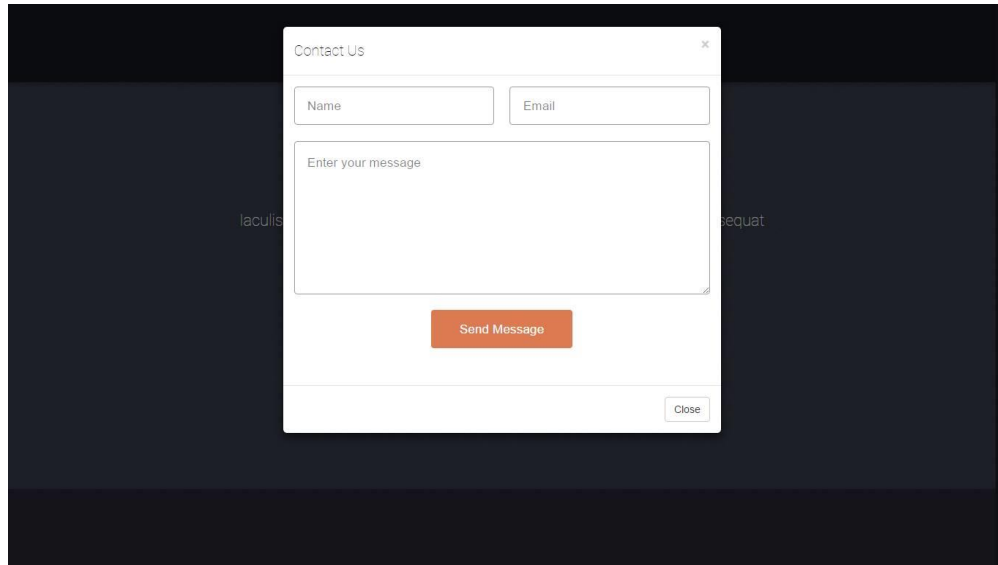 Contact Us ×
Name Email
Enter your message
Iaculis sequat
Send Message
Close